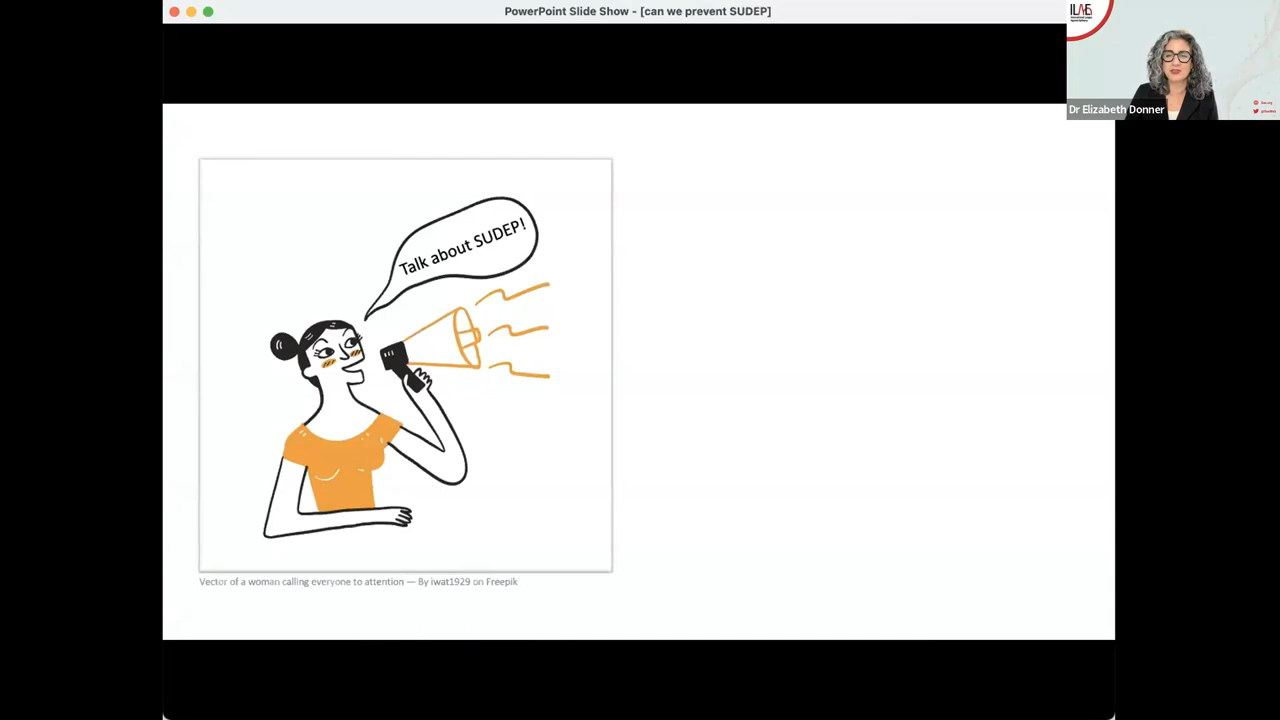 PowerPoint Slide Show - [can we prevent SUDEP]
ILAE
Dr Elizabeth Donner
Talk about SUDEP!
Vector of a woman calling everyone to attention — By iwat1929 on Freepik